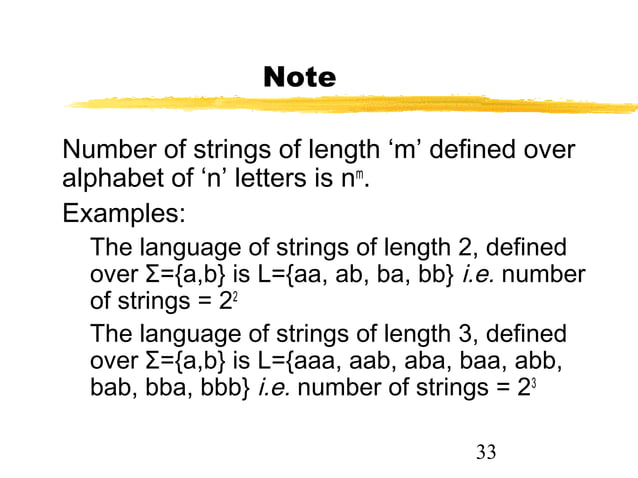 Note
Number of strings of length ‘m’ defined over
alphabet of ‘n’ letters is nᵐ.
Examples:
The language of strings of length 2, defined
over Σ={a,b} is L={aa, ab, ba, bb} i.e. number
of strings = 2²
The language of strings of length 3, defined
over Σ={a,b} is L={aaa, aab, aba, baa, abb,
bab, bba, bbb} i.e. number of strings = 2³
33